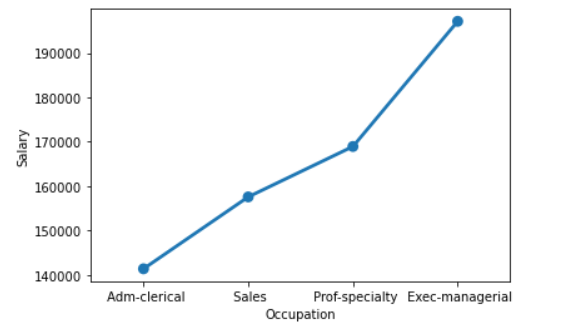 190000
180000
170000
160000
150000
140000
Salary
Adm-clerical Sales Prof-specialty Exec-managerial
Occupation